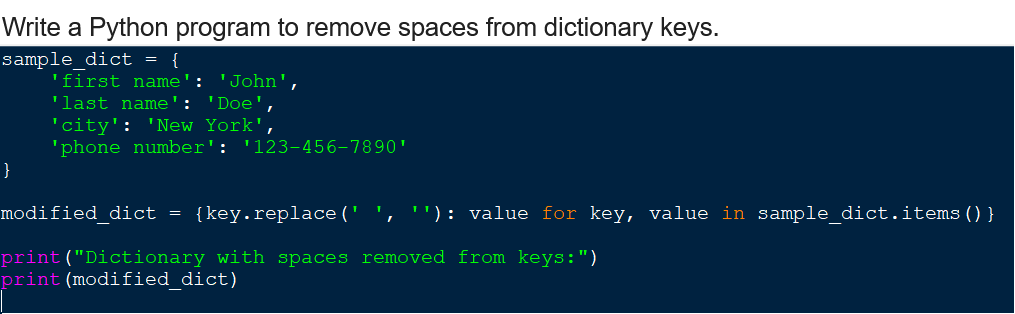 Write a Python program to remove spaces from dictionary keys.
sample_dict = {
    'first name': 'John',
    'last name': 'Doe',
    'city': 'New York',
    'phone number': '123-456-7890'
}
modified_dict = {key.replace(' ', ''): value for key, value in sample_dict.items()}
print("Dictionary with spaces removed from keys:")
print(modified_dict)